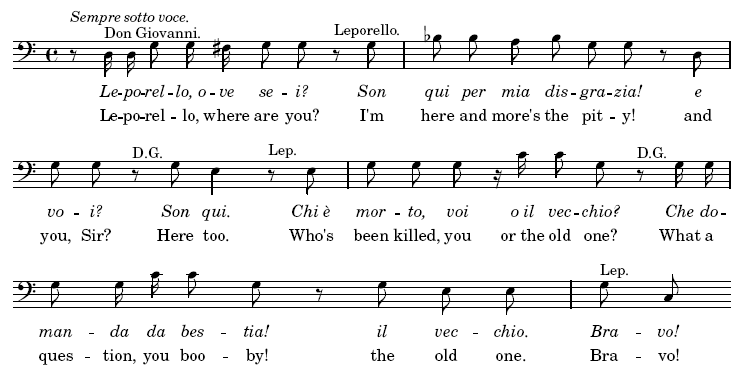 Sempre sotto voce.
Don Giovanni. Leporello.
Le-po-rel-lo, o-ve se-i? Son qui per mia dis-gra-zia! e
Le-po-rel-lo, where are you? I'm here and more's the pit-y! and
D.G. Lep. D.G.
vo-i? Son qui. Chi è mor-to, voi o il vec-chio? Che do-
you, Sir? Here too. Who's been killed, you or the old one? What a
Lep.
man-da da bes-tia! il vec-chio. Bra-vo!
ques-tion, you boo-by! the old one. Bra-vo!